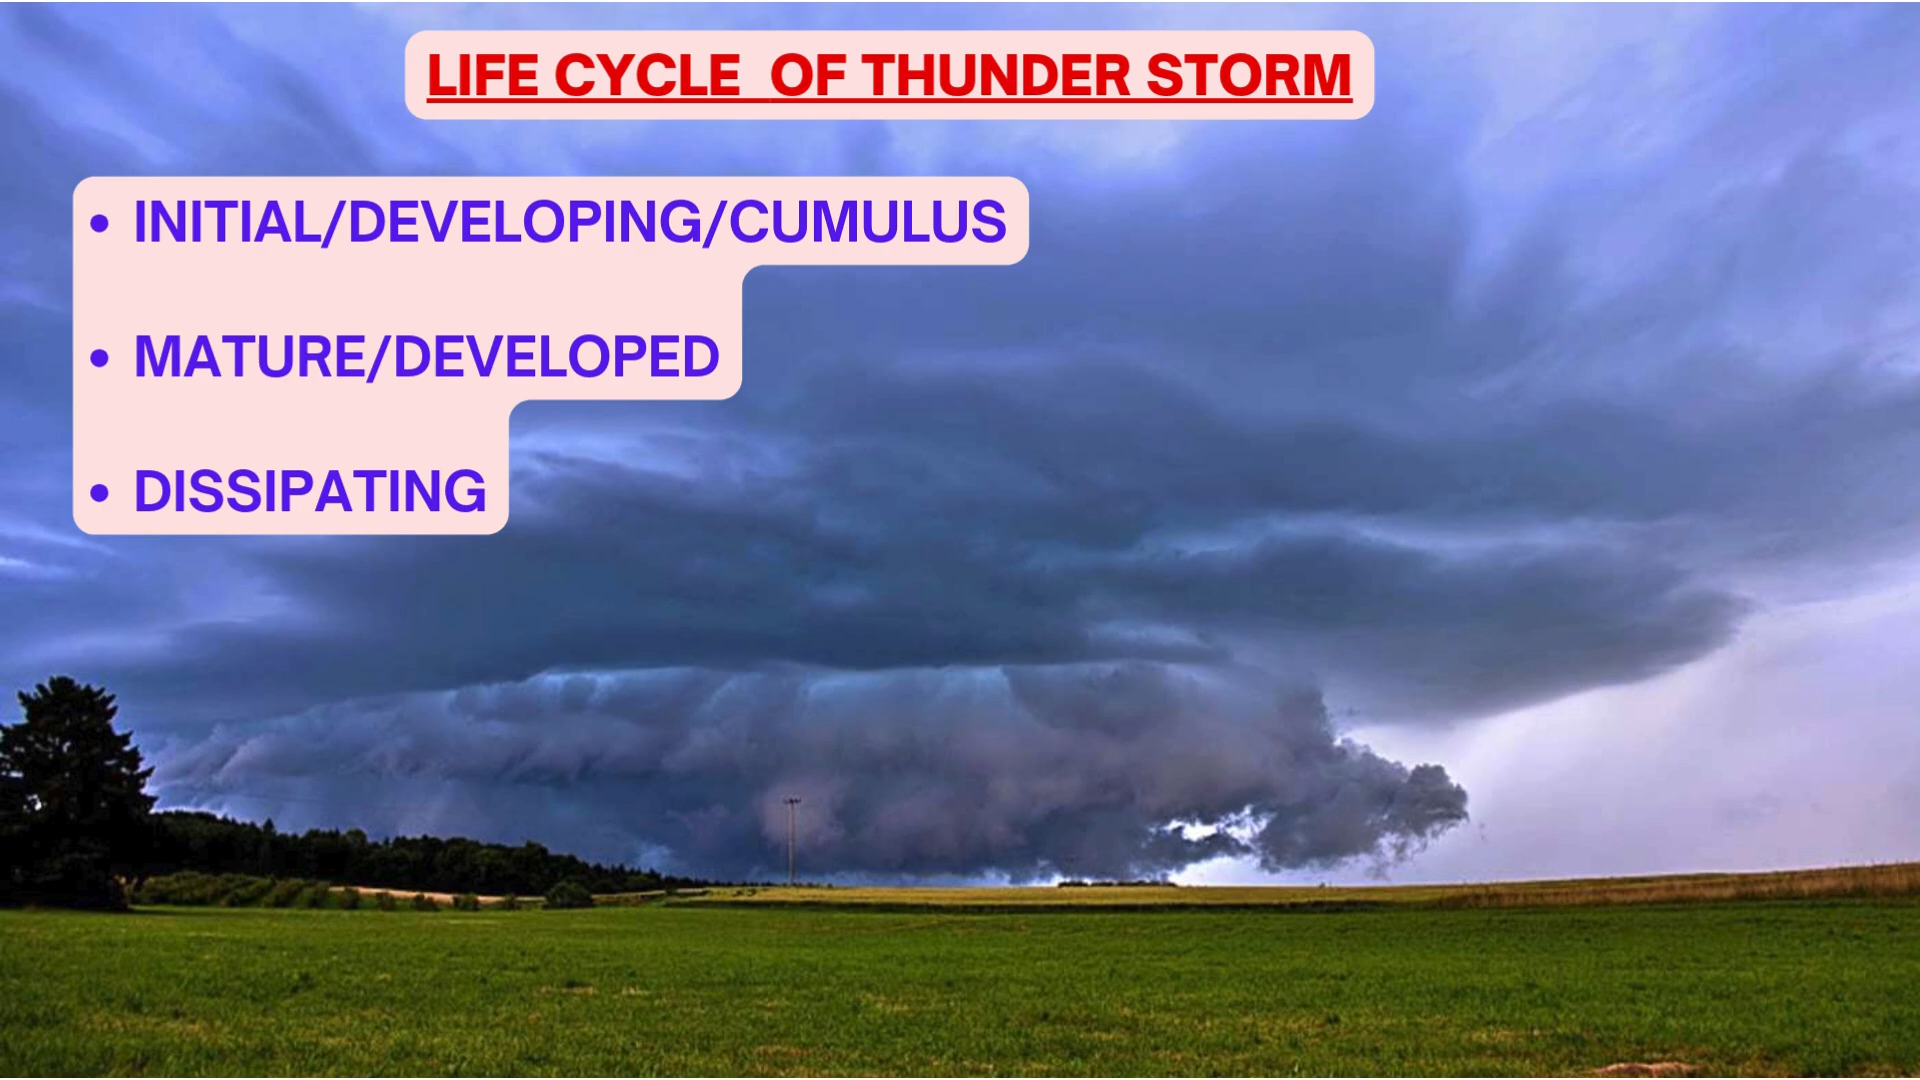 LIFE CYCLE OF THUNDER STORM
• INITIAL/DEVELOPING/CUMULUS
• MATURE/DEVELOPED
• DISSIPATING